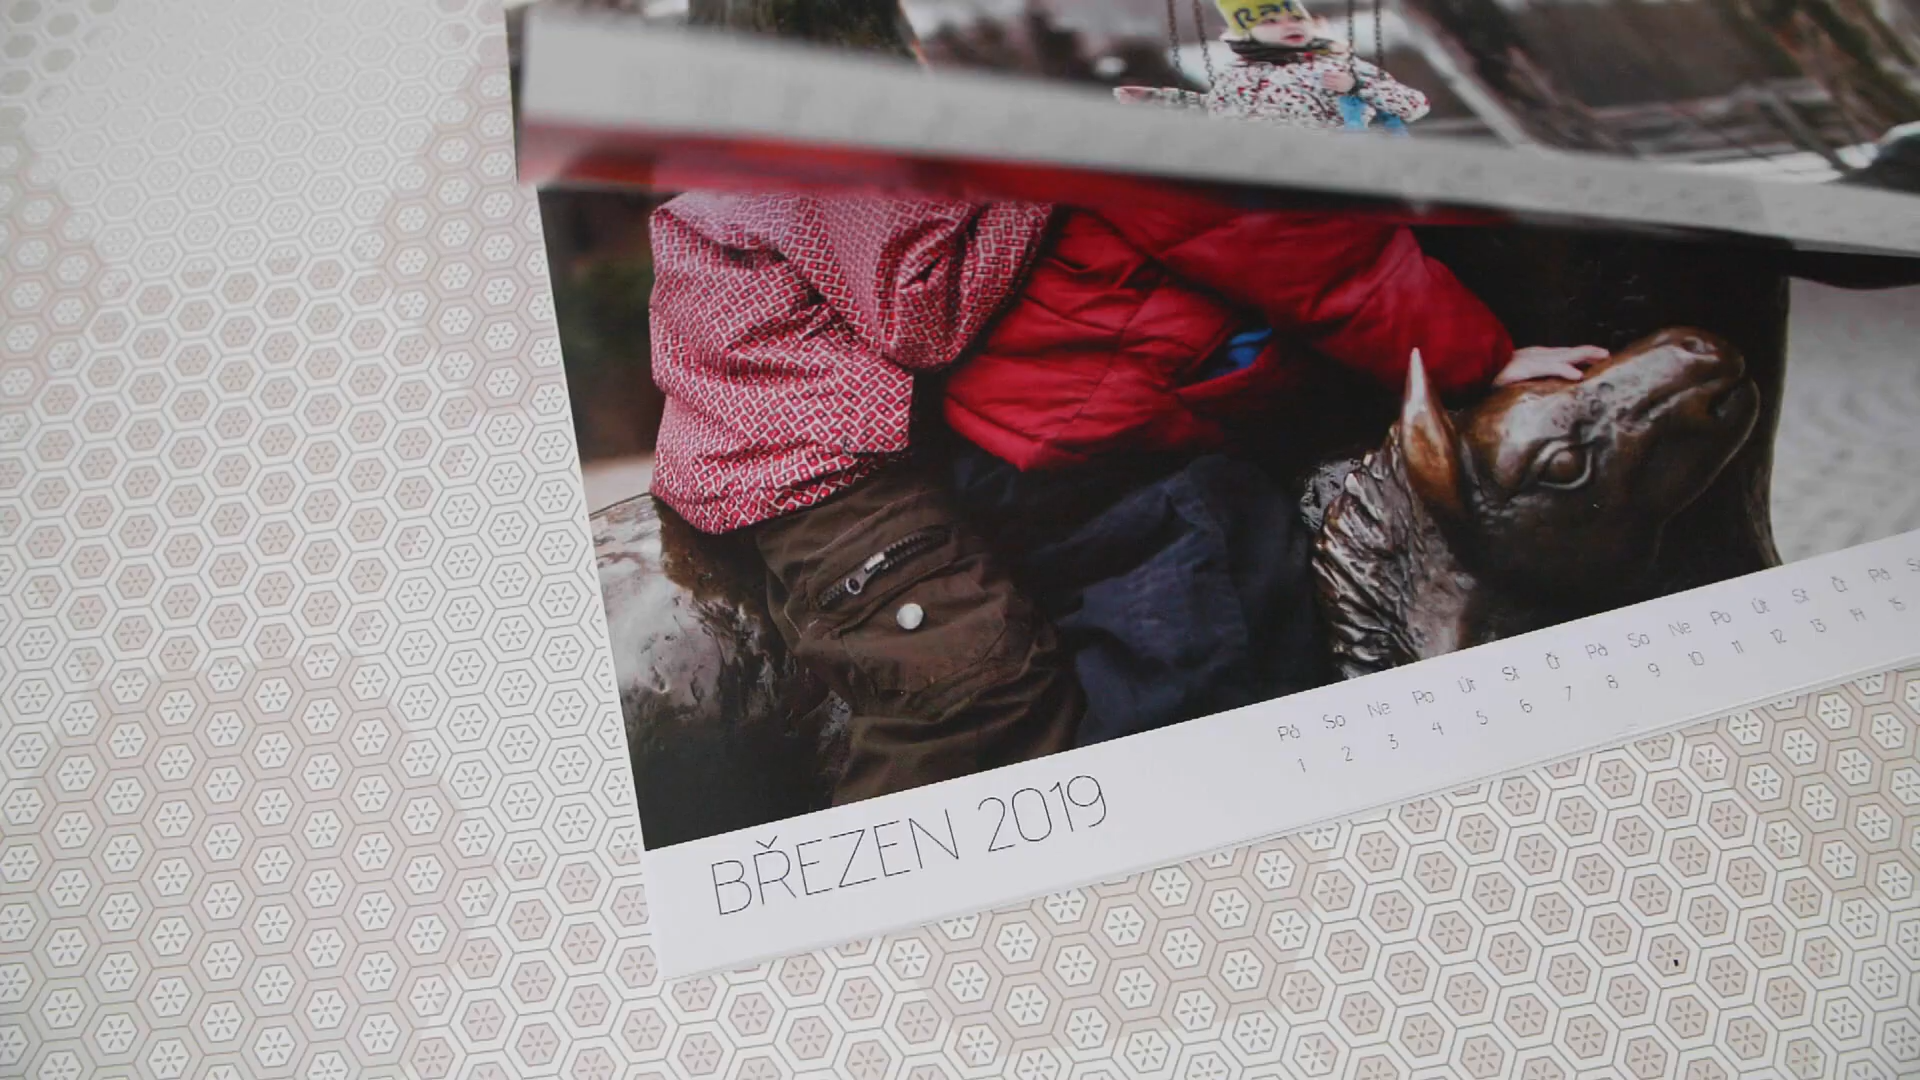 Pá So Ne Po Út St Čt Pá So Ne Po Út St Čt Pá
1 2 3 4 5 6 7 8 9 10 11 12 13 14 15
BŘEZEN 2019